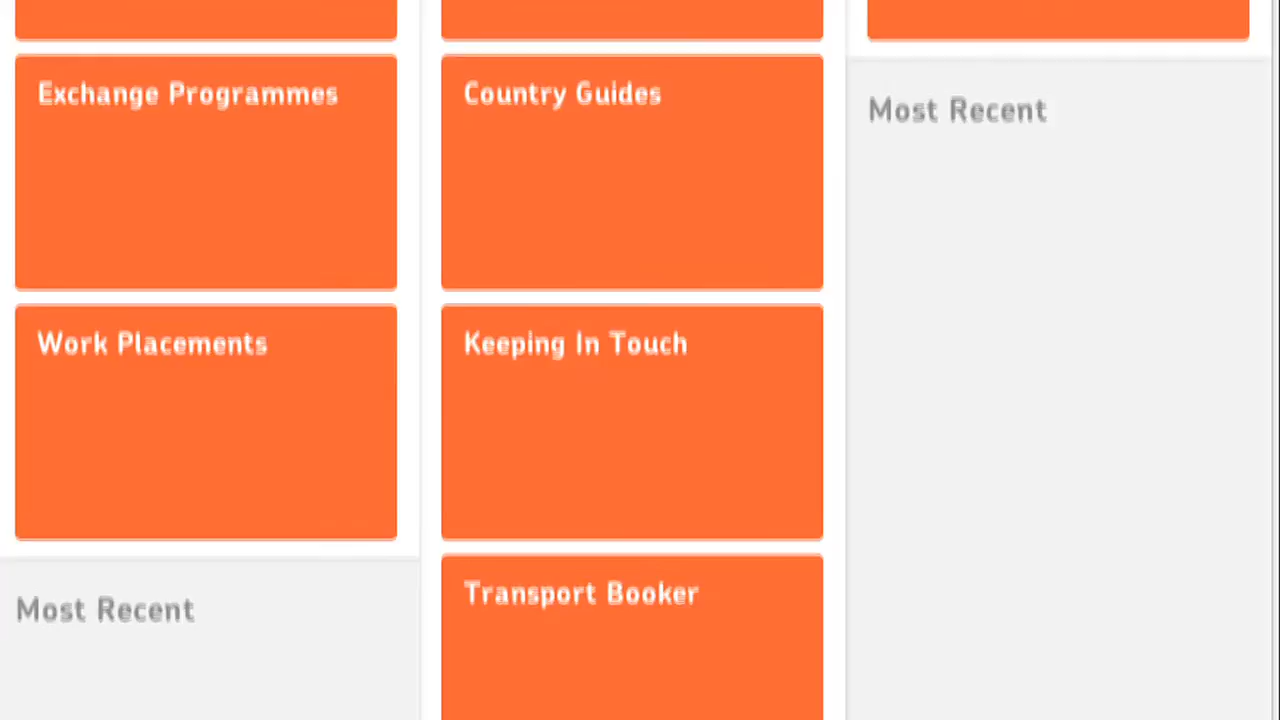 Exchange Programmes
Work Placements
Most Recent
Country Guides
Keeping In Touch
Transport Booker
Most Recent